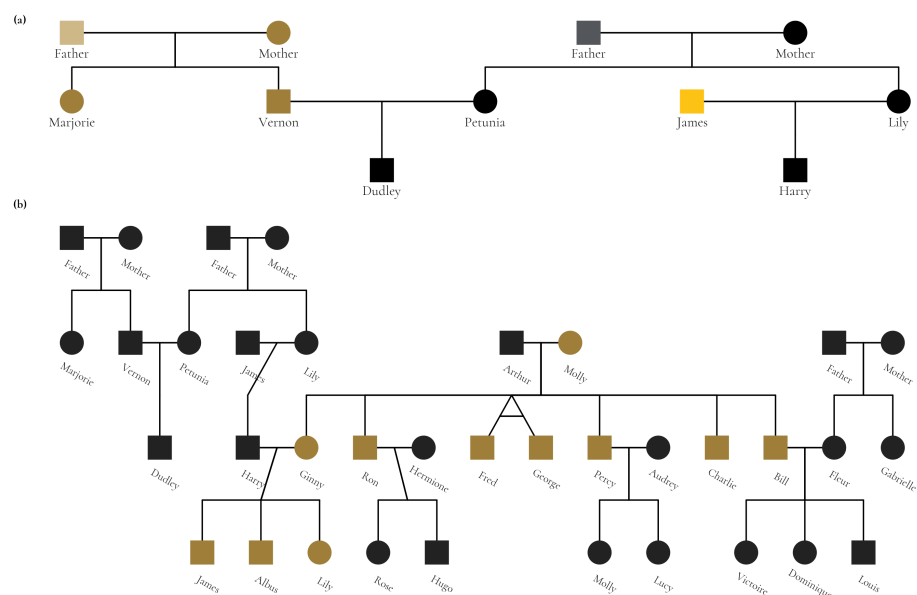 (a)
Father Mother Father Mother
Marjorie Vernon Petunia James Lily
Dudley Harry
(b)
Father Mother Father Mother
Marjorie Vernon Petunia James Lily Arthur Molly Father Mother
Dudley Harry Ginny Ron Hermione Fred George Percy Audrey Charlie Bill Fleur Gabrielle
James Albus Lily Rose Hugo Molly Lucy Victoire Dominique Louis